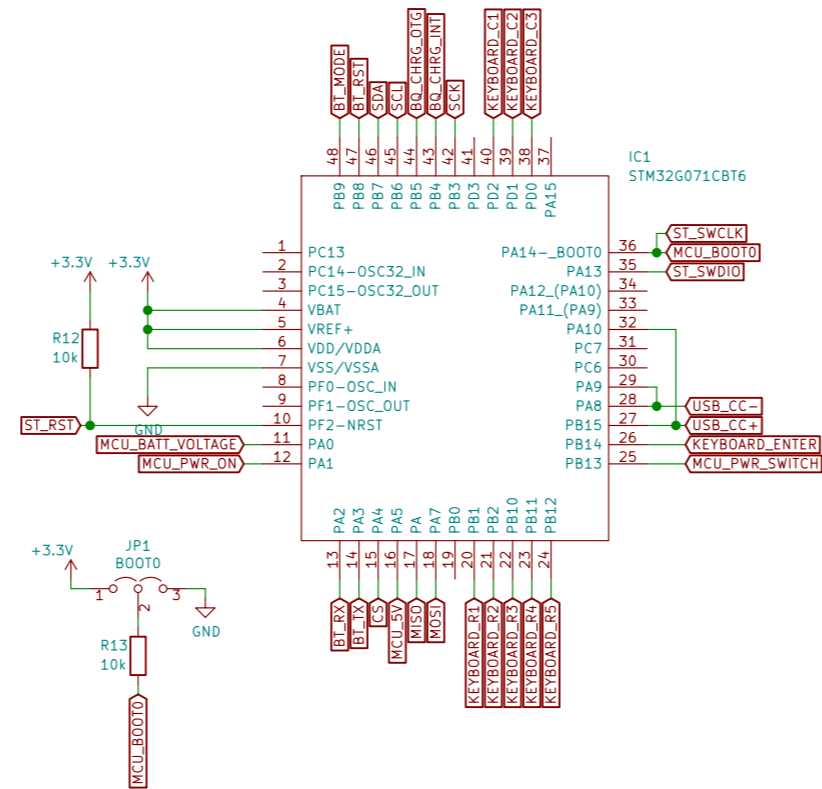 BT_MODE
BT_RST
SDA
SCL
BQ_CHRG_OTG
BQ_CHRG_INT
SCK
KEYBOARD_C1
KEYBOARD_C2
KEYBOARD_C3
48
47
46
45
44
43
42
41
40
39
38
37
IC1
STM32G071CBT6
PB9
PB8
PB7
PB6
PB5
PB4
PB3
PD3
PD2
PD1
PD0
PA15
1 PC13
2 PC14-OSC32_IN
3 PC15-OSC32_OUT
4 VBAT
5 VREF+
6 VDD/VDDA
7 VSS/VSSA
8 PF0-OSC_IN
9 PF1-OSC_OUT
10 PF2-NRST
11 PA0
12 PA1
PA14-_BOOT0 36
PA13 35
PA12_(PA10) 34
PA11_(PA9) 33
PA10 32
PC7 31
PC6 30
PA9 29
PA8 28
PB15 27
PB14 26
PB13 25
ST_SWCLK
MCU_BOOT0
ST_SWDIO
USB_CC-
USB_CC+
KEYBOARD_ENTER
MCU_PWR_SWITCH
+3.3V
+3.3V
R12
10k
GND
ST_RST
MCU_BATT_VOLTAGE
MCU_PWR_ON
PA2
PA3
PA4
PA5
PA
PA7
PB0
PB1
PB2
PB10
PB11
PB12
13
14
15
16
17
18
19
20
21
22
23
24
BT_RX
BT_TX
CS
MCU_5V
MISO
MOSI
KEYBOARD_R1
KEYBOARD_R2
KEYBOARD_R3
KEYBOARD_R4
KEYBOARD_R5
+3.3V
JP1
BOOT0
1
2
3
GND
R13
10k
MCU_BOOT0